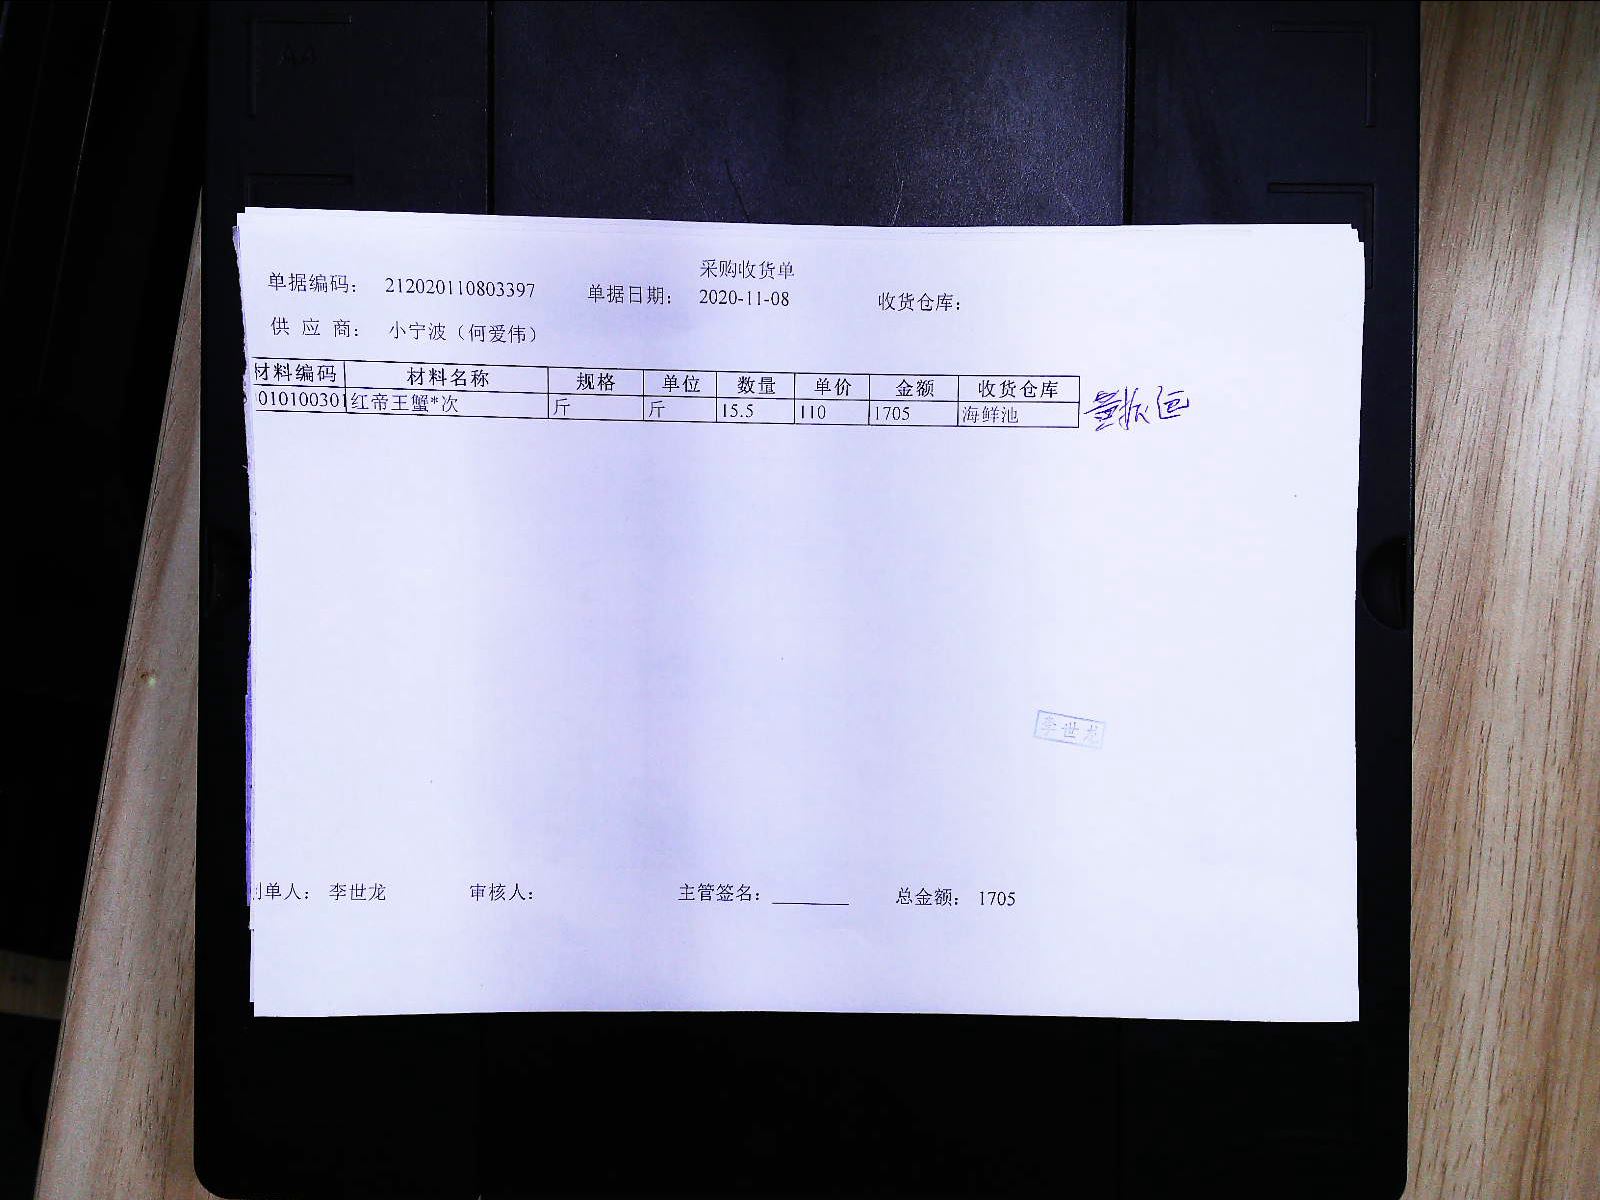 采购收货单
单据编码： 212020110803397 单据日期： 2020-11-08 收货仓库：
供 应 商： 小宁波（何爱伟）
材料编码 材料名称 规格 单位 数量 单价 金额 收货仓库
010100301 红帝王蟹*次 斤 斤 15.5 110 1705 海鲜池
李世龙
制单人： 李世龙 审核人： 主管签名： 总金额： 1705